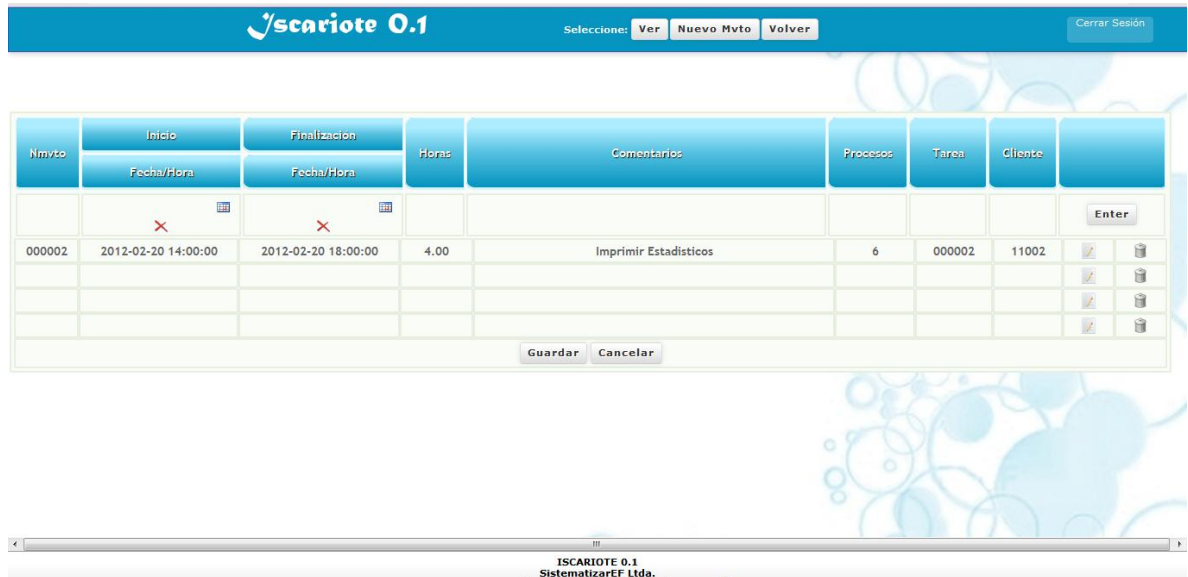 Iscariote 0.1
Seleccione: Ver Nuevo Mvto Volver
Cerrar Sesión
Nmvto Inicio Finalización Horas Comentarios Procesos Tarea Cliente
Fecha/Hora Fecha/Hora
Enter
000002 2012-02-20 14:00:00 2012-02-20 18:00:00 4.00 Imprimir Estadisticos 6 000002 11002
Guardar Cancelar
ISCARIOTE 0.1
SistematizarEF Ltda.